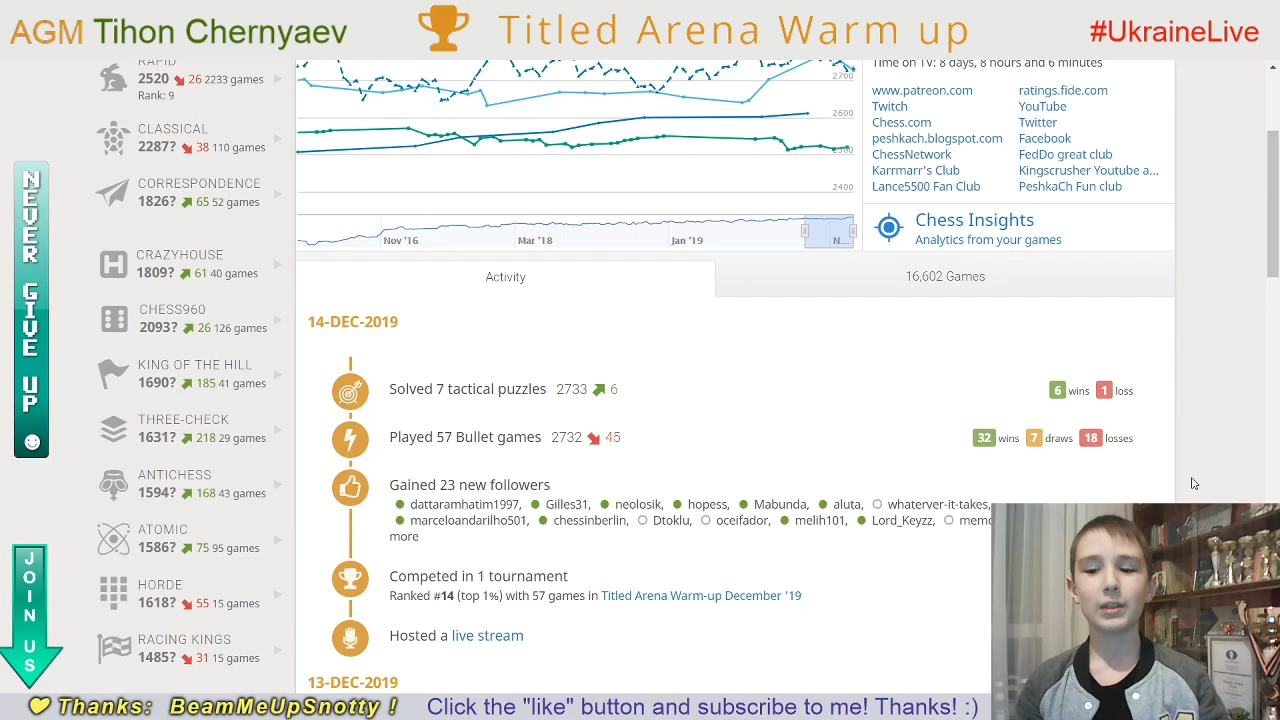 AGM Tihon Chernyaev
Titled Arena Warm up
#UkraineLive
NEVER GIVE UP
JOIN US
RAPID
2520 26 2233 games
Rank: 9
CLASSICAL
2287? 38 110 games
CORRESPONDENCE
1826? 65 52 games
CRAZYHOUSE
1809? 61 40 games
CHESS960
2093? 26 126 games
KING OF THE HILL
1690? 185 41 games
THREE-CHECK
1631? 218 29 games
ANTICHESS
1594? 168 43 games
ATOMIC
1586? 75 95 games
HORDE
1618? 55 15 games
RACING KINGS
1485? 31 15 games
2700
2600
2500
2400
Nov '16 Mar '18 Jan '19 N...
Time on TV: 8 days, 8 hours and 6 minutes
www.patreon.com ratings.fide.com
Twitch YouTube
Chess.com Twitter
peshkach.blogspot.com Facebook
ChessNetwork FedDo great club
Karrmarr's Club Kingscrusher Youtube a...
Lance5500 Fan Club PeshkaCh Fun club
Chess Insights
Analytics from your games
Activity
16,602 Games
14-DEC-2019
Solved 7 tactical puzzles 2733 6 6 wins 1 loss
Played 57 Bullet games 2732 45 32 wins 7 draws 18 losses
Gained 23 new followers
dattaramhatim1997, Gilles31, neolosik, hopess, Mabunda, aluta, whaterver-it-takes,
marceloandarilho501, chessinberlin, Dtoklu, oceifador, melih101, Lord_Keyzz,
more
Competed in 1 tournament
Ranked #14 (top 1%) with 57 games in Titled Arena Warm-up December '19
Hosted a live stream
13-DEC-2019
Thanks: BeamMeUpSnotty !
Click the "like" button and subscribe to me! Thanks! :)